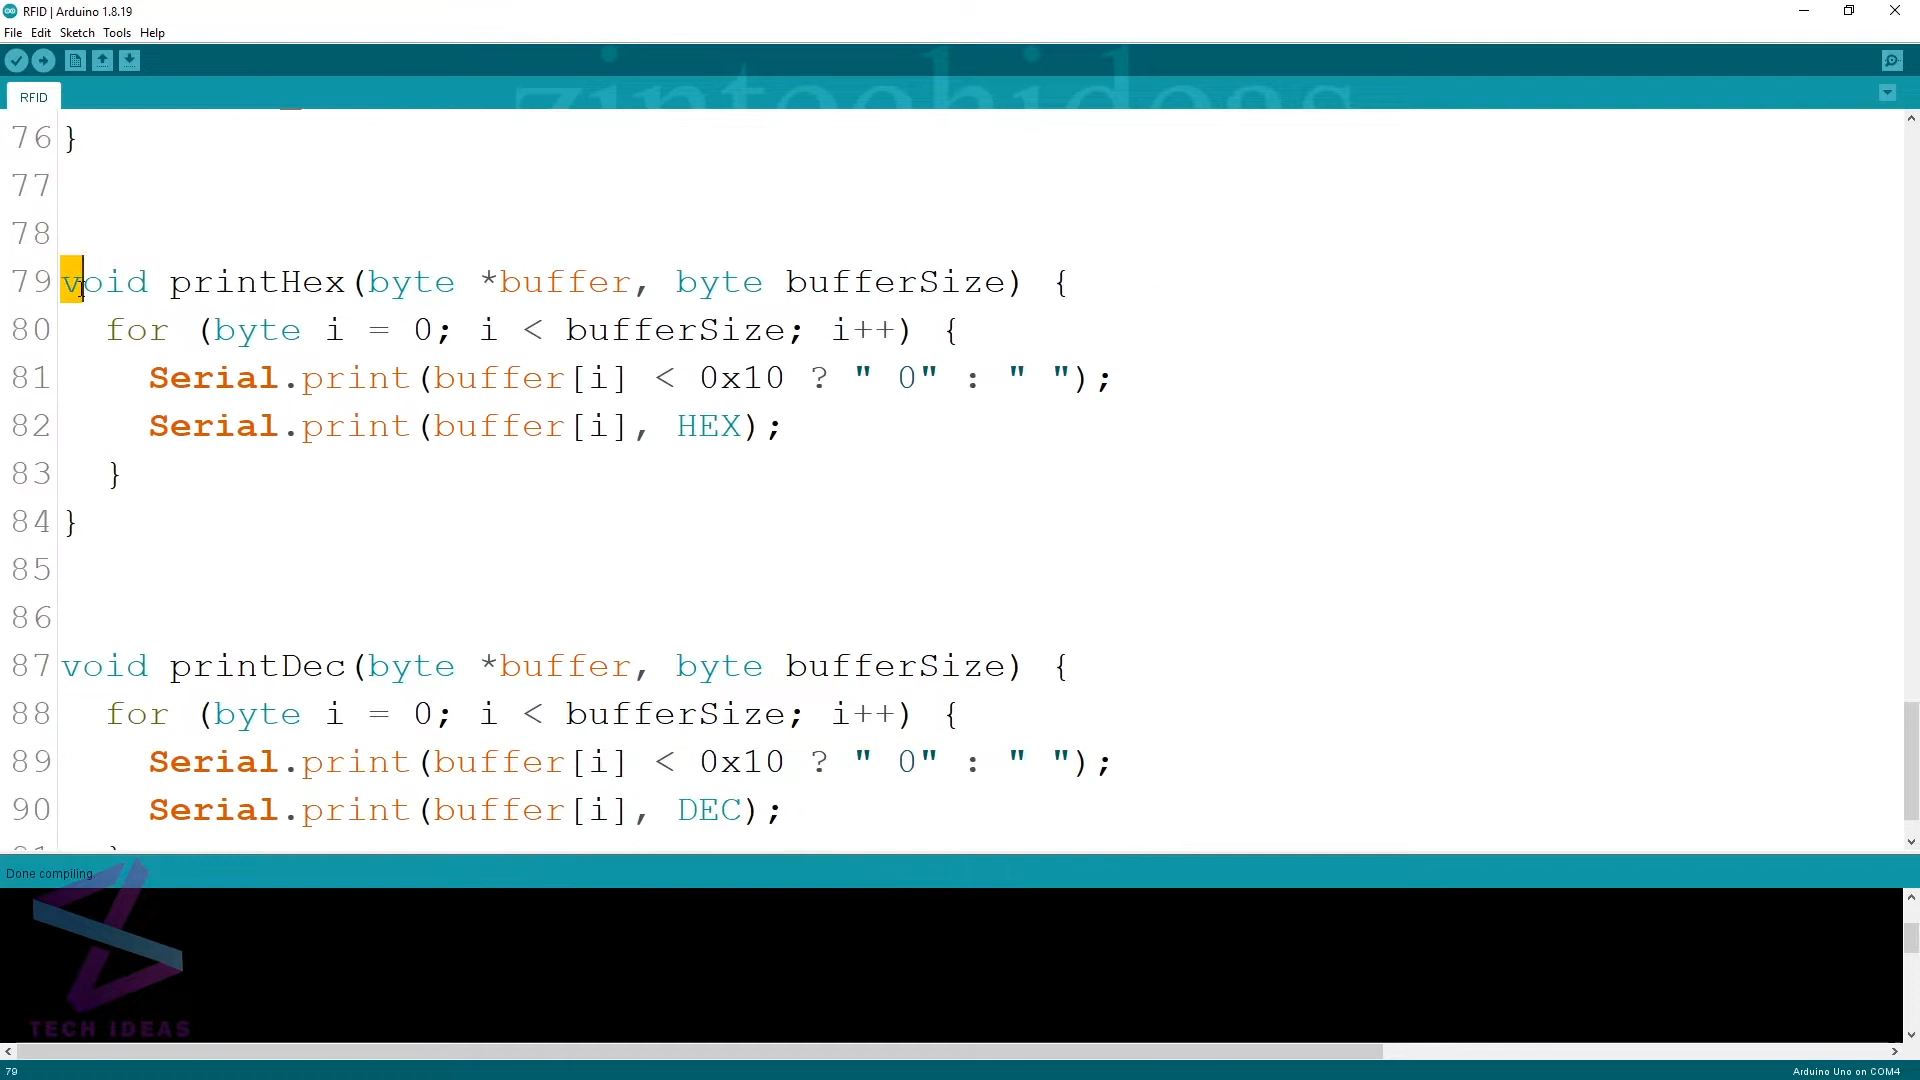 RFID | Arduino 1.8.19
File Edit Sketch Tools Help
zintechideas
RFID
76 }
77
78
79 void printHex(byte *buffer, byte bufferSize) {
80 for (byte i = 0; i < bufferSize; i++) {
81 Serial.print(buffer[i] < 0x10 ? " 0" : " ");
82 Serial.print(buffer[i], HEX);
83 }
84 }
85
86
87 void printDec(byte *buffer, byte bufferSize) {
88 for (byte i = 0; i < bufferSize; i++) {
89 Serial.print(buffer[i] < 0x10 ? " 0" : " ");
90 Serial.print(buffer[i], DEC);
Done compiling.
TECH IDEAS
79
Arduino Uno on COM4